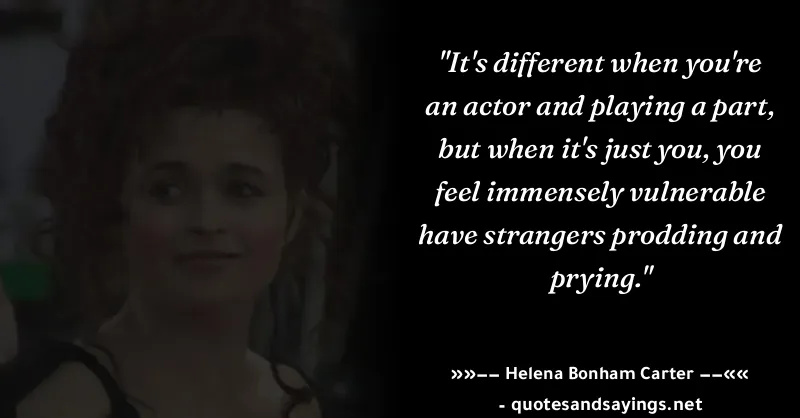 "It's different when you're
an actor and playing a part,
but when it's just you, you
feel immensely vulnerable
have strangers prodding and
prying."
»»−− Helena Bonham Carter −−««
- quotesandsayings.net